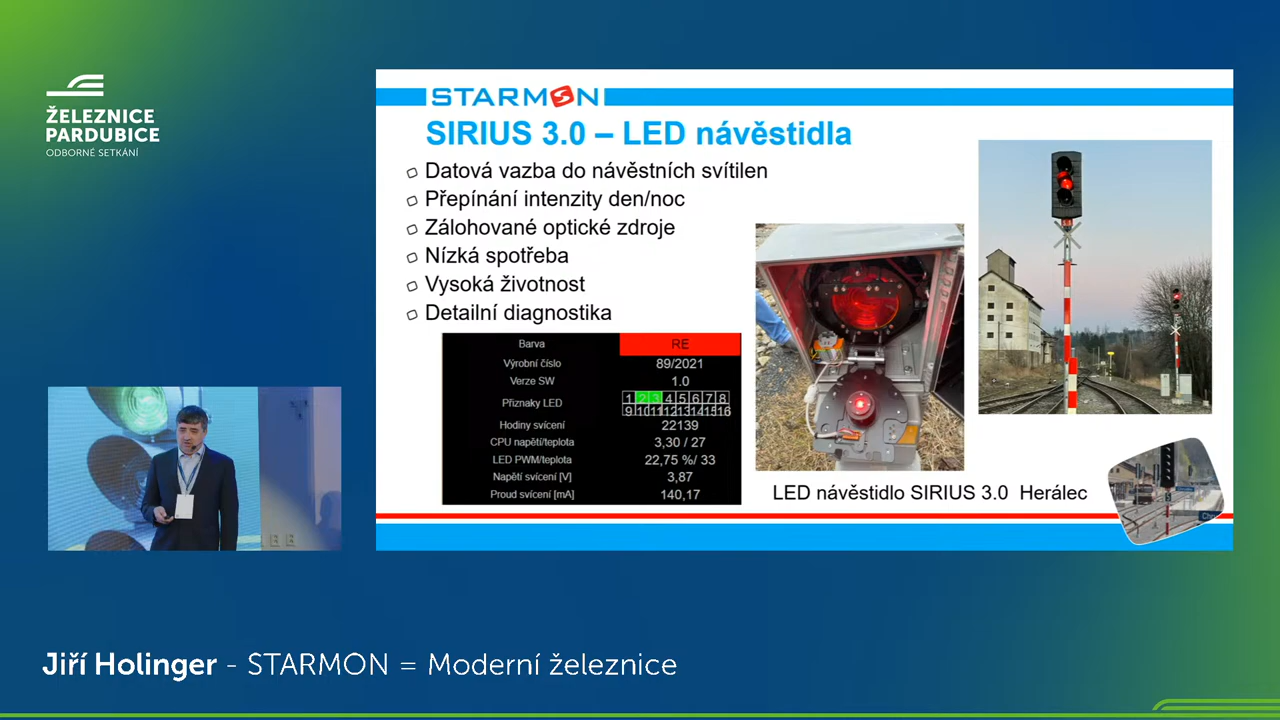 ŽELEZNICE
PARDUBICE
ODBORNÉ SETKÁNÍ
STARMON
SIRIUS 3.0 – LED návěstidla
Datová vazba do návěstních svítilen
Přepínání intenzity den/noc
Zálohované optické zdroje
Nízká spotřeba
Vysoká životnost
Detailní diagnostika
Barva RE
Výrobní číslo 89/2021
Verze SW 1.0
Příznaky LED 1 2 3 4 5 6 7 8
9 10 11 12 13 14 15 16
Hodiny svícení 22139
CPU napětí/teplota 3,30 / 27
LED PWM/teplota 22,75 %/ 33
Napětí svícení [V] 3,87
Proud svícení [mA] 140,17
LED návěstidlo SIRIUS 3.0 Herálec
Jiří Holinger - STARMON = Moderní železnice